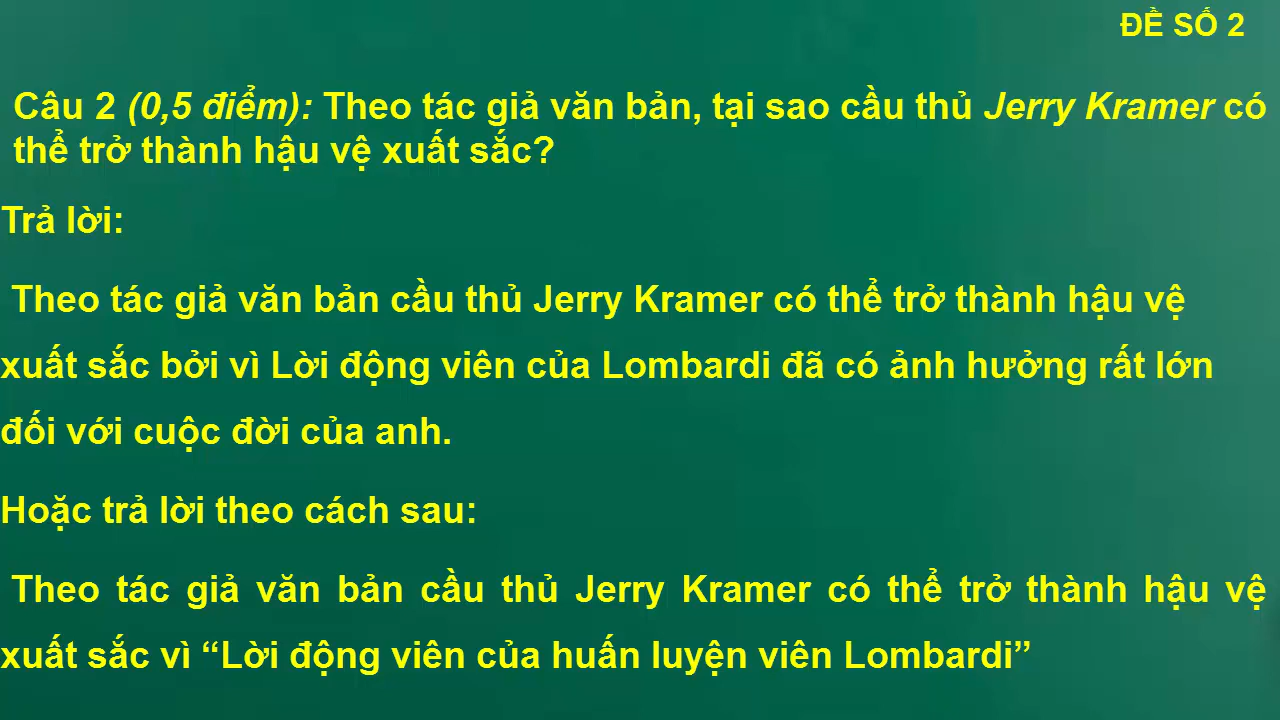 ĐỀ SỐ 2
Câu 2 (0,5 điểm): Theo tác giả văn bản, tại sao cầu thủ Jerry Kramer có
thể trở thành hậu vệ xuất sắc?
Trả lời:
Theo tác giả văn bản cầu thủ Jerry Kramer có thể trở thành hậu vệ
xuất sắc bởi vì Lời động viên của Lombardi đã có ảnh hưởng rất lớn
đối với cuộc đời của anh.
Hoặc trả lời theo cách sau:
Theo tác giả văn bản cầu thủ Jerry Kramer có thể trở thành hậu vệ
xuất sắc vì “Lời động viên của huấn luyện viên Lombardi”